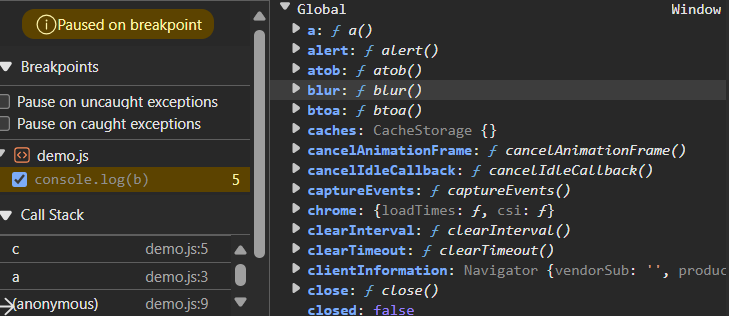 Paused on breakpoint
Breakpoints
Pause on uncaught exceptions
Pause on caught exceptions
demo.js
console.log(b) 5
Call Stack
c demo.js:5
a demo.js:3
(anonymous) demo.js:9
Global Window
a: ƒ a()
alert: ƒ alert()
atob: ƒ atob()
blur: ƒ blur()
btoa: ƒ btoa()
caches: CacheStorage {}
cancelAnimationFrame: ƒ cancelAnimationFrame()
cancelIdleCallback: ƒ cancelIdleCallback()
captureEvents: ƒ captureEvents()
chrome: {loadTimes: ƒ, csi: ƒ}
clearInterval: ƒ clearInterval()
clearTimeout: ƒ clearTimeout()
clientInformation: Navigator {vendorSub: '', produc
close: ƒ close()
closed: false